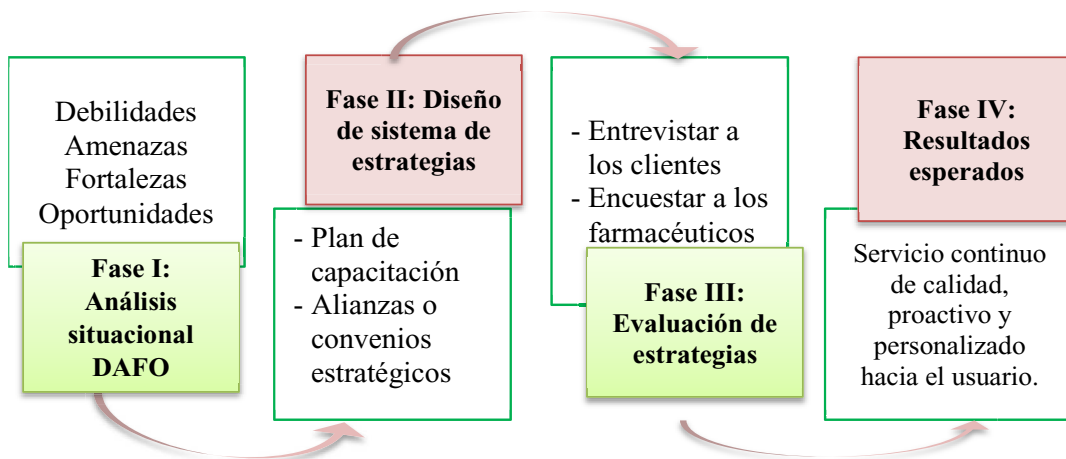 Debilidades
Amenazas
Fortalezas
Oportunidades
Fase I:
Análisis
situacional
DAFO
Fase II: Diseño
de sistema de
estrategias
- Plan de
capacitación
- Alianzas o
convenios
estratégicos
- Entrevistar a
los clientes
- Encuestar a los
farmacéuticos
Fase III:
Evaluación de
estrategias
Fase IV:
Resultados
esperados
Servicio continuo
de calidad,
proactivo y
personalizado
hacia el usuario.